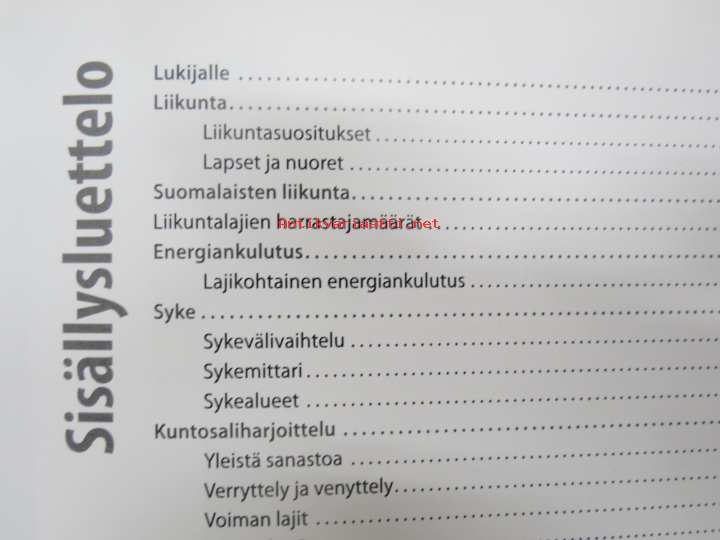 Sisällysluettelo
Lukijalle
Liikunta
Liikuntasuositukset
Lapset ja nuoret
Suomalaisten liikunta
Liikuntalajien harrastajamäärät
Energiankulutus
Lajikohtainen energiankulutus
Syke
Sykevälivaihtelu
Sykemittari
Sykealueet
Kuntosaliharjoittelu
Yleistä sanastoa
Verryttely ja venyttely
Voiman lajit